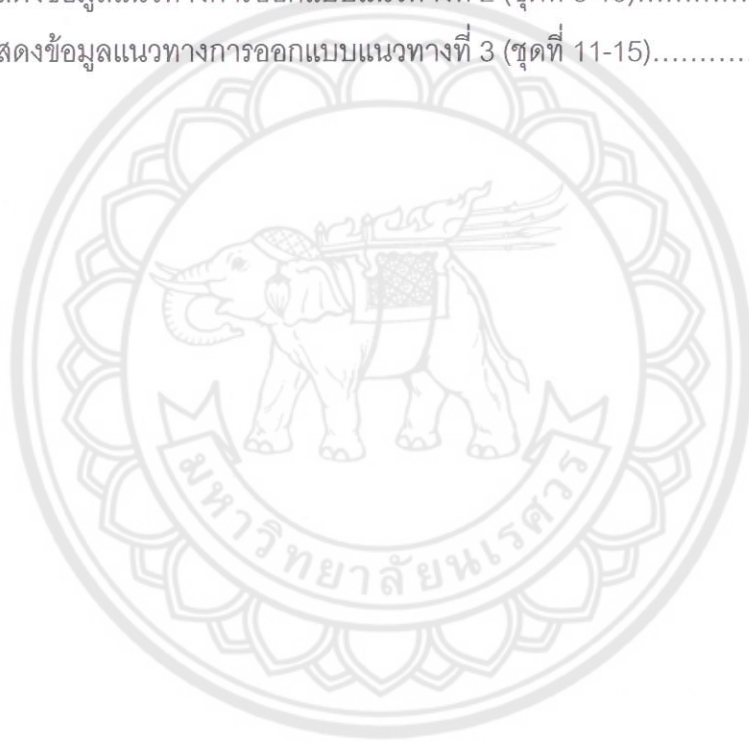 สดงข้อมูลแนวทางการออกแบบแนวทางที่ 3 (ชุดที่ 11-15)............
มหาวิทยาลัยนเรศวร